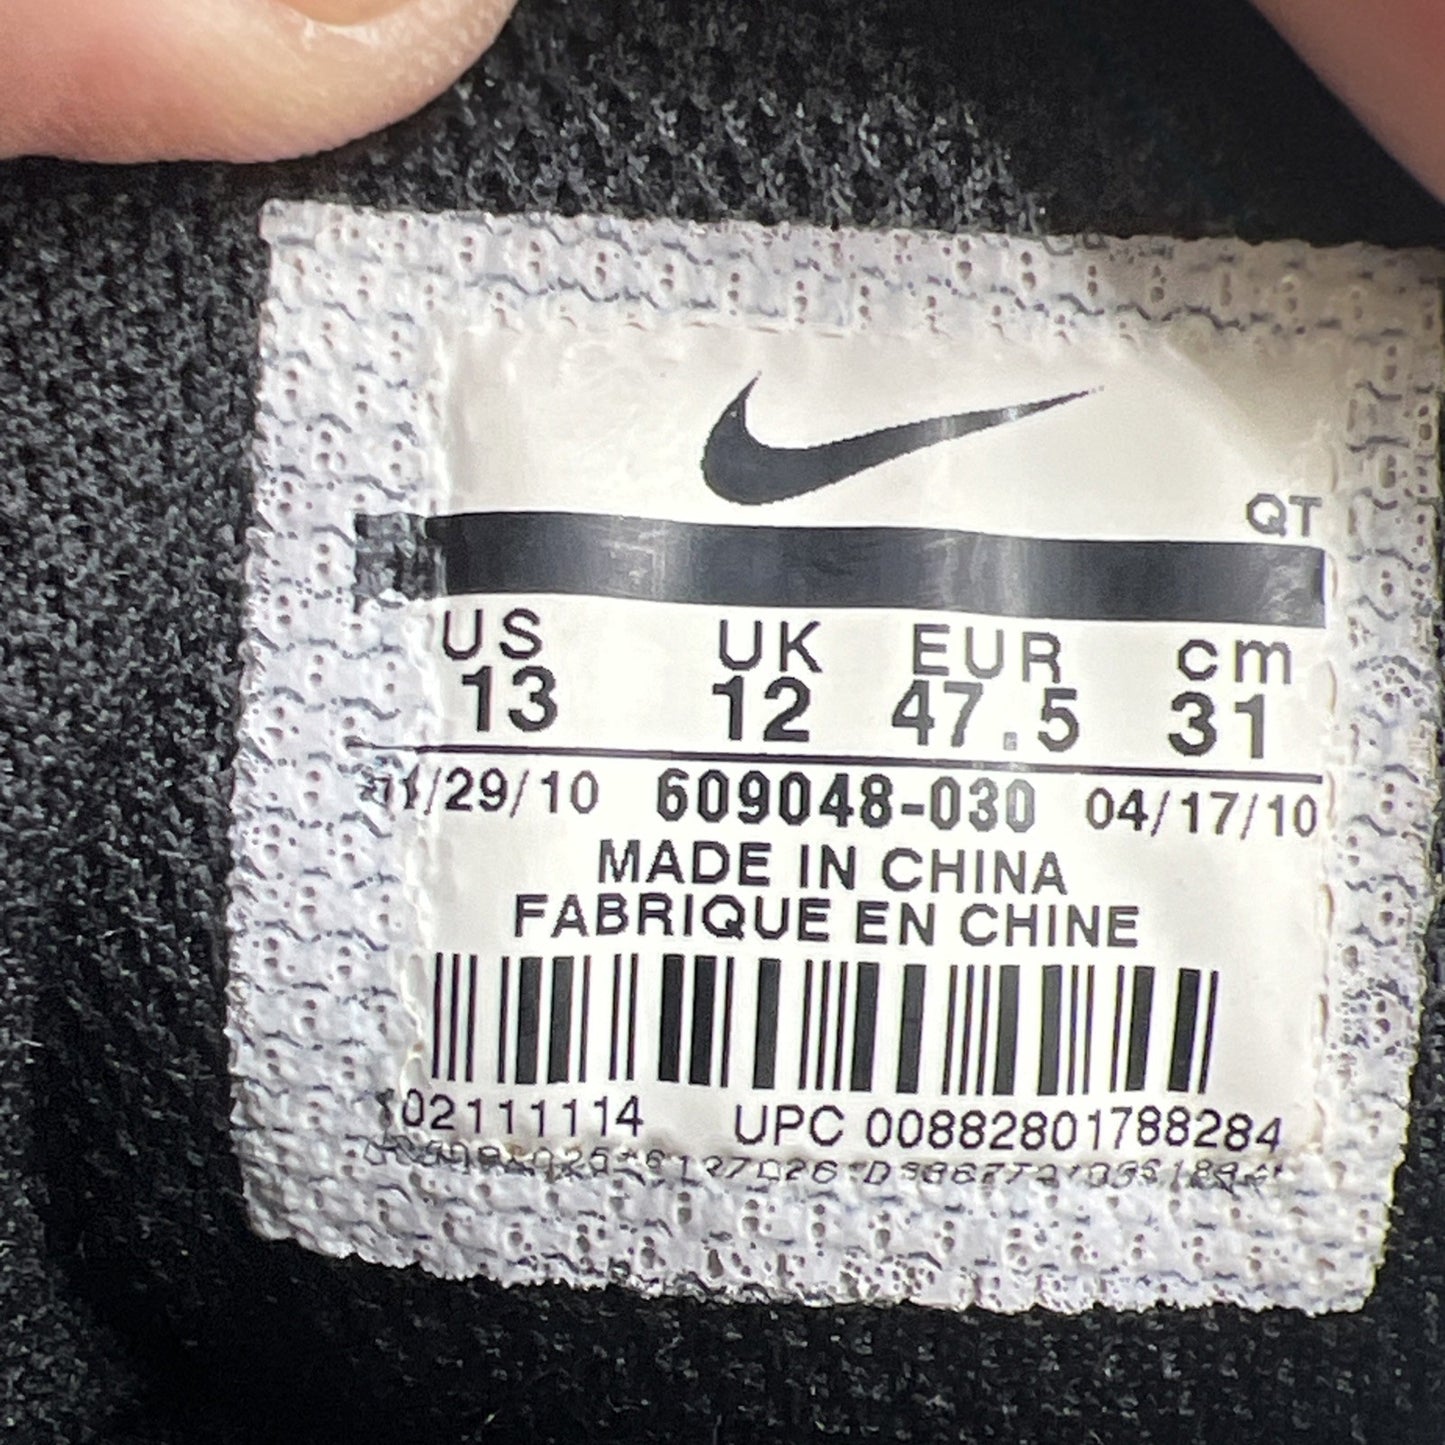 QT
US UK EUR cm
13 12 47.5 31
/29/10 609048-030 04/17/10
MADE IN CHINA
FABRIQUE EN CHINE
02111114 UPC 00882801788284